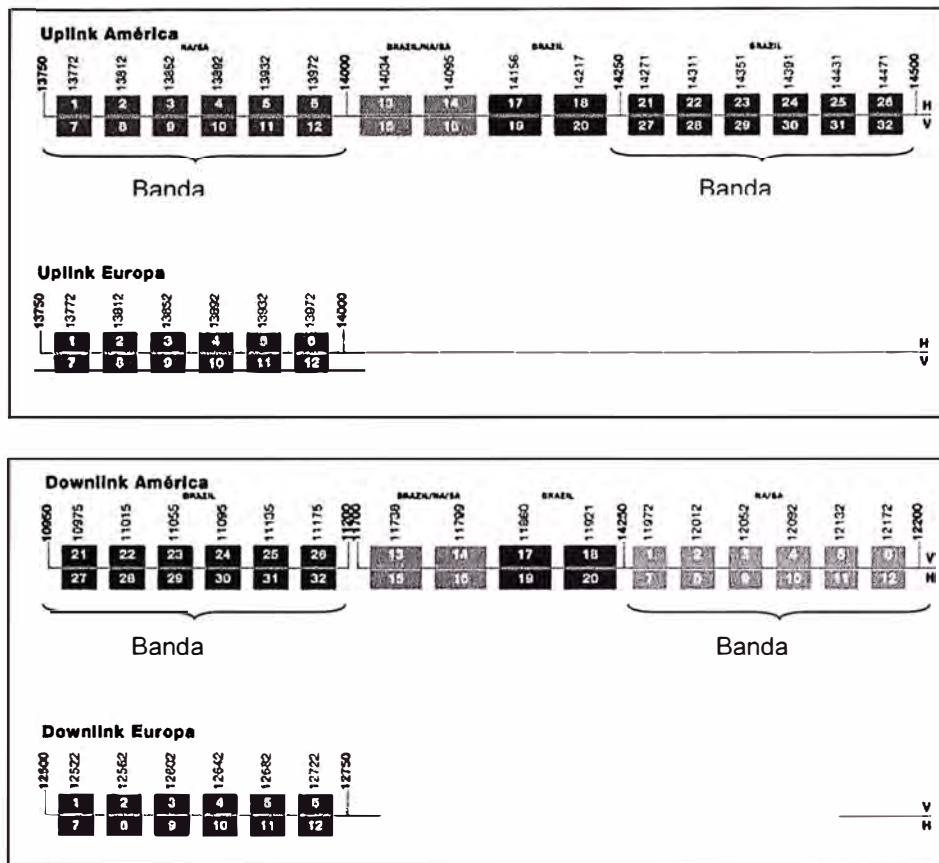 Uplink América
NA/SA BRAZIL/NA/SA BRAZIL BRAZIL
13750 13772 13812 13852 13892 13932 13972 14000 14034 14095 14156 14217 14250 14271 14311 14351 14391 14431 14471 14500
1 2 3 4 5 6 13 14 17 18 21 22 23 24 25 26 H
7 8 9 10 11 12 15 16 19 20 27 28 29 30 31 32 V
Banda Banda
Uplink Europa
13750 13772 13812 13852 13892 13932 13972 14000
1 2 3 4 5 6 H
7 8 9 10 11 12 V
Downlink América
BRAZIL BRAZIL/NA/SA BRAZIL NA/SA
10950 10975 11015 11055 11095 11135 11175 11200 11700 11738 11799 11860 11921 14250 11972 12012 12052 12092 12132 12172 12200
21 22 23 24 25 26 13 14 17 18 1 2 3 4 5 6 V
27 28 29 30 31 32 15 16 19 20 7 8 9 10 11 12 H
Banda Banda
Downlink Europa
12500 12522 12562 12602 12642 12682 12722 12750
1 2 3 4 5 6 V
7 8 9 10 11 12 H